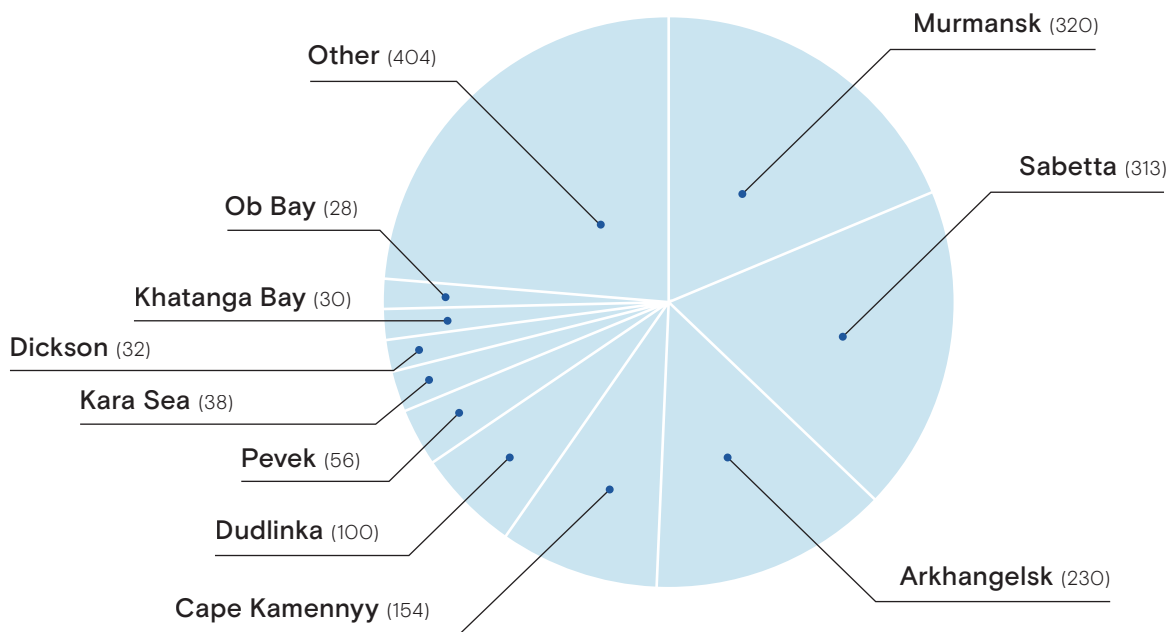 Murmansk (320)
Other (404)
Sabetta (313)
Ob Bay (28)
Khatanga Bay (30)
Dickson (32)
Kara Sea (38)
Pevek (56)
Dudlinka (100)
Arkhangelsk (230)
Cape Kamennyy (154)